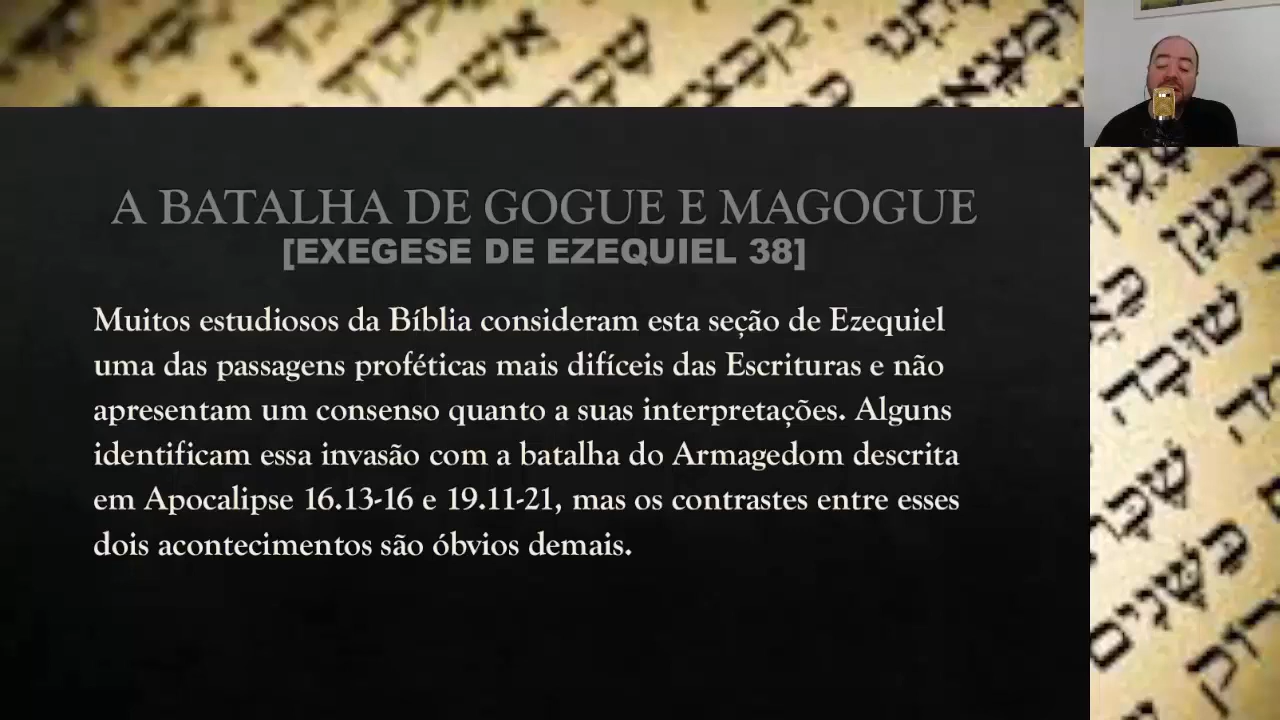 A BATALHA DE GOGUE E MAGOGUE
[EXEGESE DE EZEQUIEL 38]
Muitos estudiosos da Bíblia consideram esta seção de Ezequiel
uma das passagens proféticas mais difíceis das Escrituras e não
apresentam um consenso quanto a suas interpretações. Alguns
identificam essa invasão com a batalha do Armagedom descrita
em Apocalipse 16.13-16 e 19.11-21, mas os contrastes entre esses
dois acontecimentos são óbvios demais.